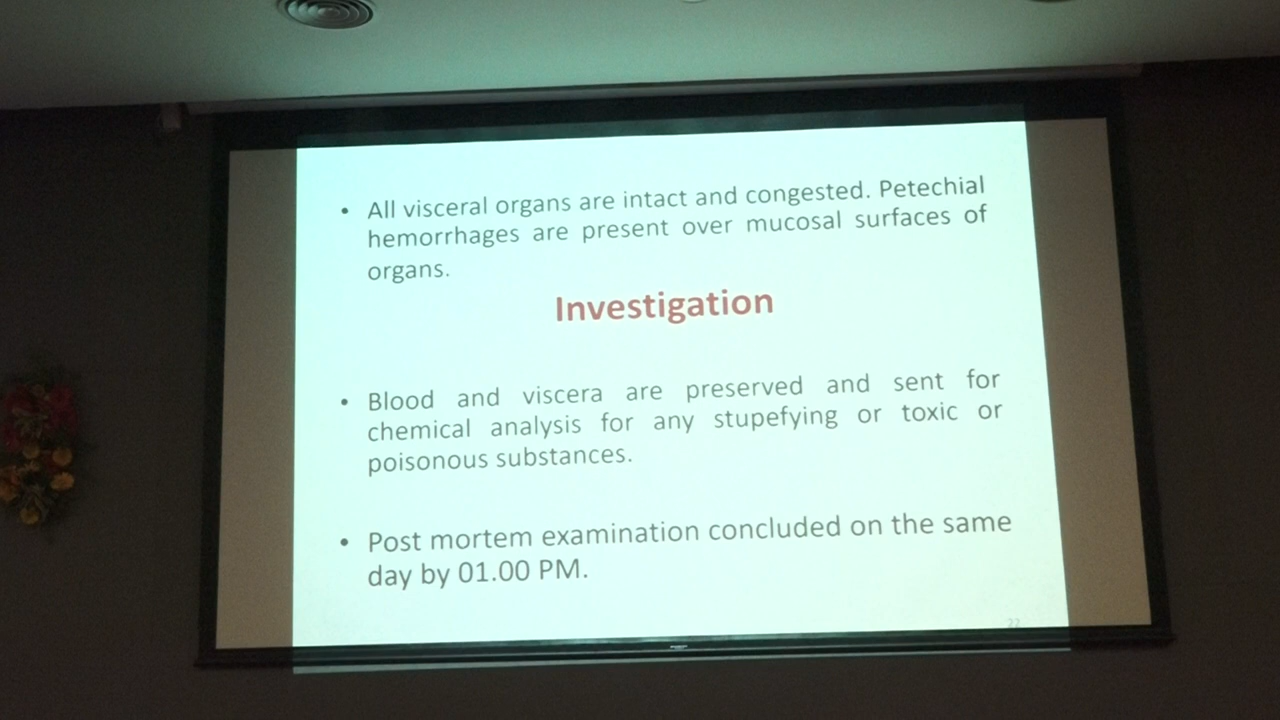 • All visceral organs are intact and congested. Petechial
hemorrhages are present over mucosal surfaces of
organs.
Investigation
• Blood and viscera are preserved and sent for
chemical analysis for any stupefying or toxic or
poisonous substances.
• Post mortem examination concluded on the same
day by 01.00 PM.
22